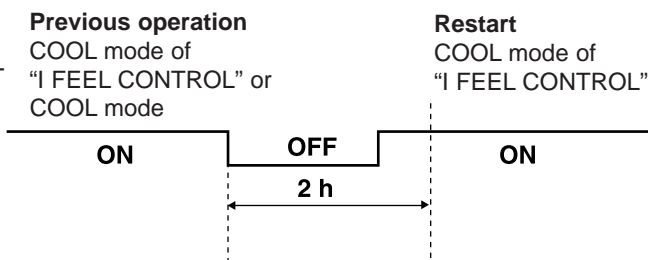 Previous operation
COOL mode of
“I FEEL CONTROL” or
COOL mode
Restart
COOL mode of
“I FEEL CONTROL”
ON
OFF
ON
2 h